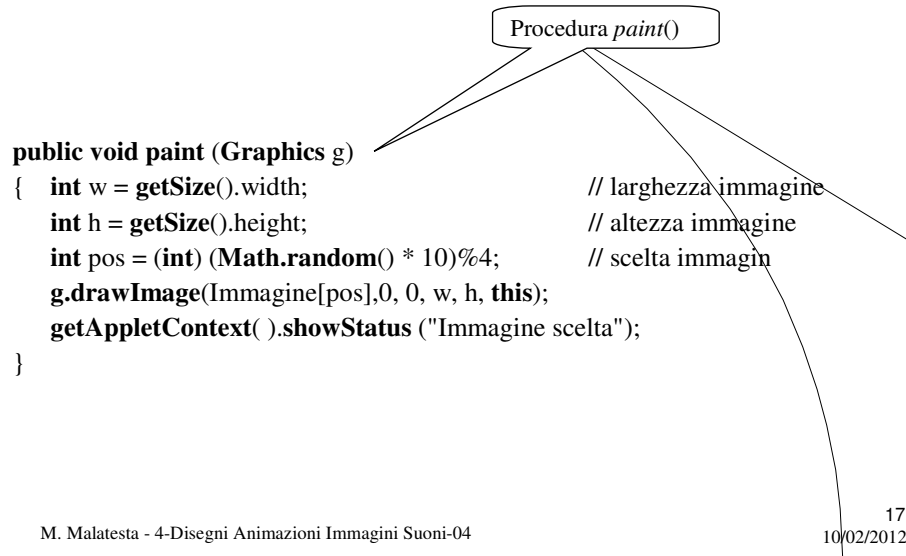 Procedura paint()
public void paint (Graphics g)
{ int w = getSize().width; // larghezza immagine
int h = getSize().height; // altezza immagine
int pos = (int) (Math.random() * 10)%4; // scelta immagin
g.drawImage(Immagine[pos],0, 0, w, h, this);
getAppletContext( ).showStatus ("Immagine scelta");
}
17
M. Malatesta - 4-Disegni Animazioni Immagini Suoni-04 10/02/2012